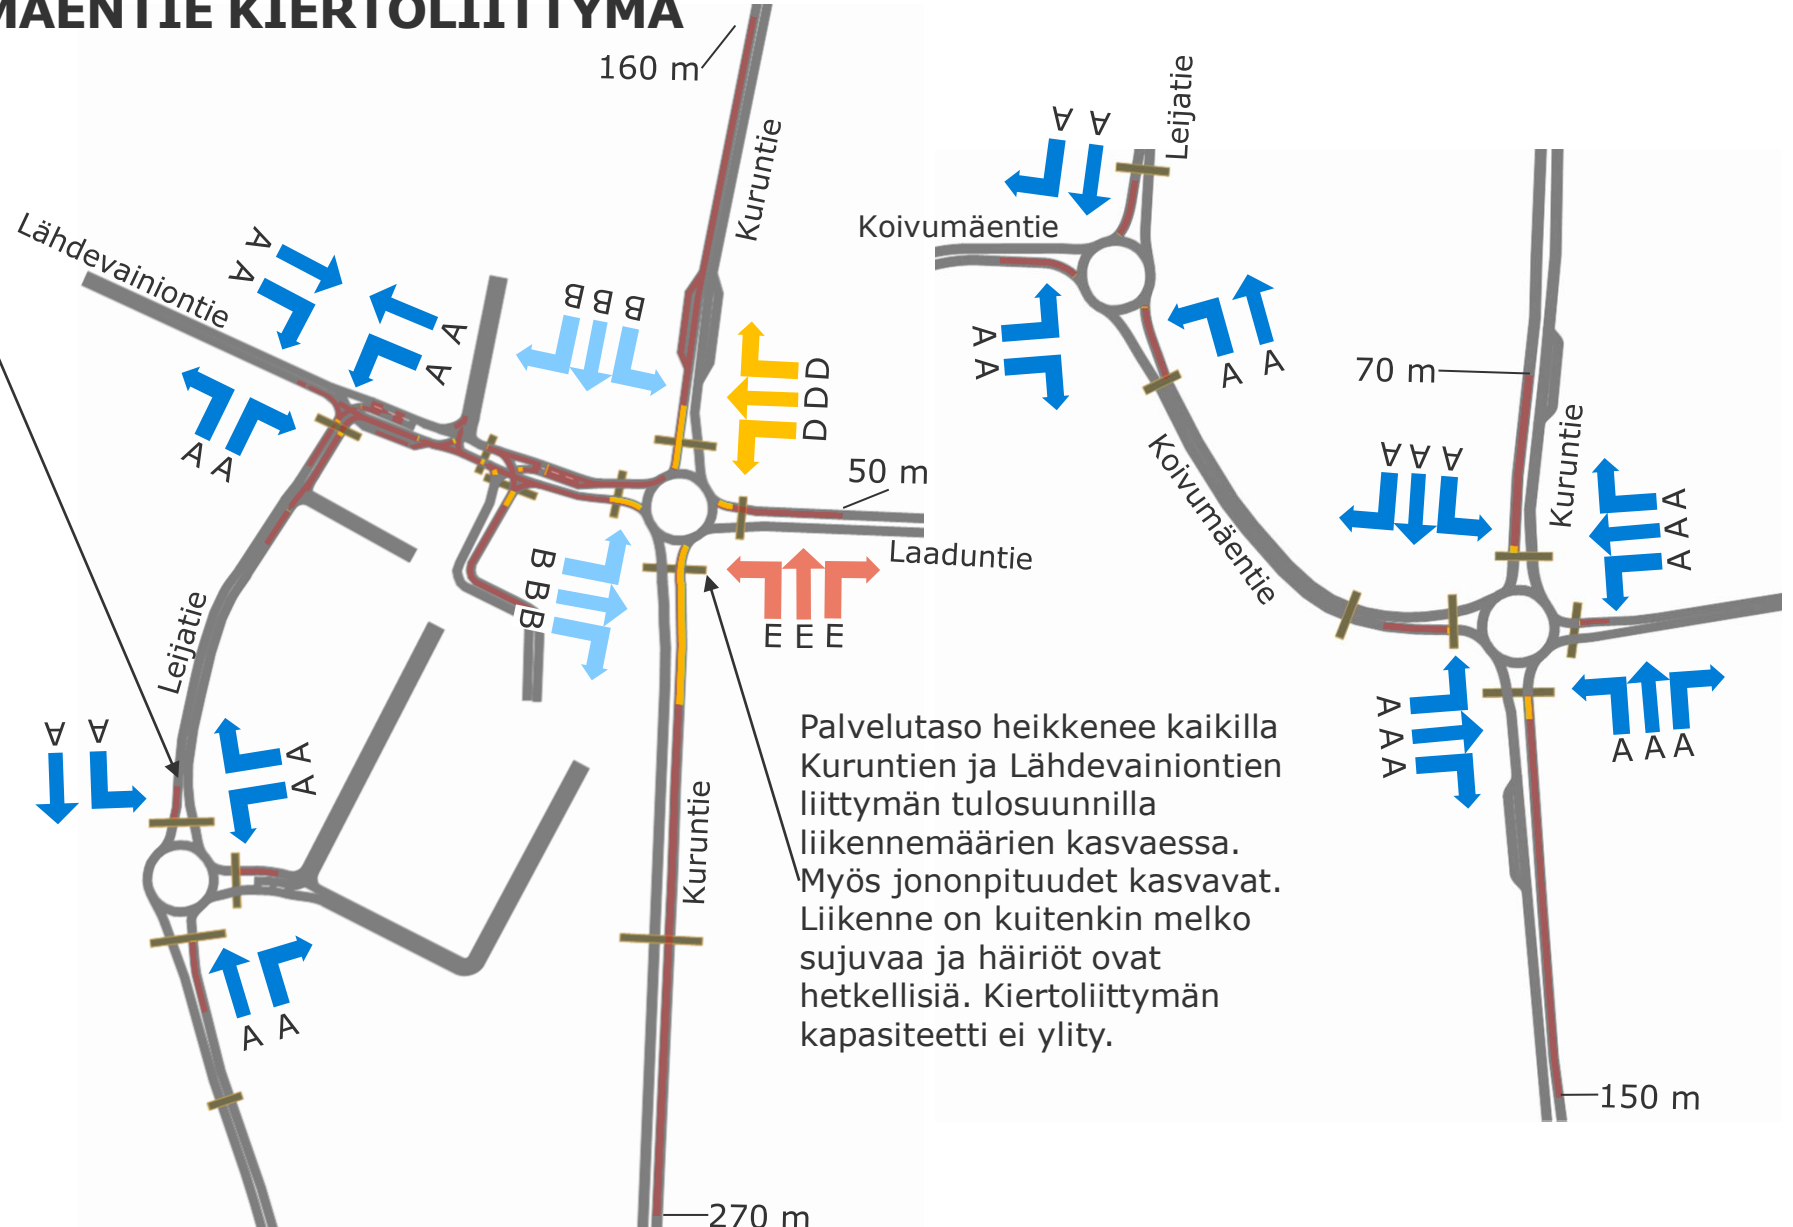 MÄENTIE KIERTOLIITTYMÄ
160 m
Kuruntie
Leijatie
A A
Koivumäentie
Lähdevainiontie
A
A
A
A
B B B
D
D
D
A A
A A
A
A
70 m
Kuruntie
A A A
A
A
A
50 m
Laaduntie
A A
Koivumäentie
B
B
B
E E E
Leijatie
A A
A
A
A
A
A
A A A
Kuruntie
Palvelutaso heikkenee kaikilla
Kuruntien ja Lähdevainiontien
liittymän tulosuunnilla
liikennemäärien kasvaessa.
Myös jononpituudet kasvavat.
Liikenne on kuitenkin melko
sujuvaa ja häiriöt ovat
hetkellisiä. Kiertoliittymän
kapasiteetti ei ylity.
A A
150 m
270 m